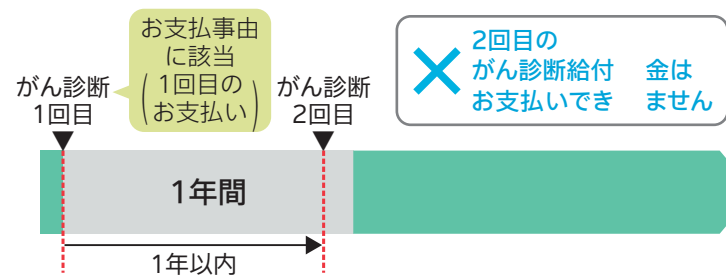 お支払事由
に該当
(1回目の
お支払い)
がん診断
1回目
がん診断
2回目
2回目の
がん診断給付 金は
お支払いでき ません
1年間
1年以内